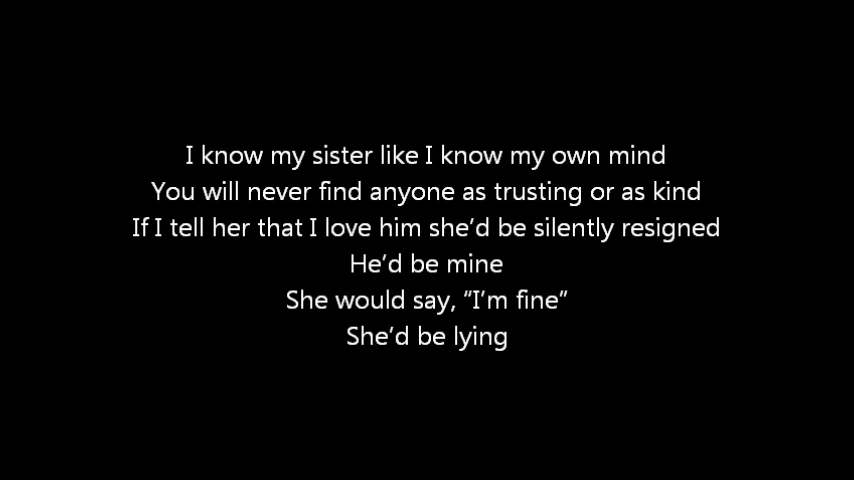 I know my sister like I know my own mind
You will never find anyone as trusting or as kind
If I tell her that I love him she’d be silently resigned
He’d be mine
She would say, “I’m fine”
She’d be lying